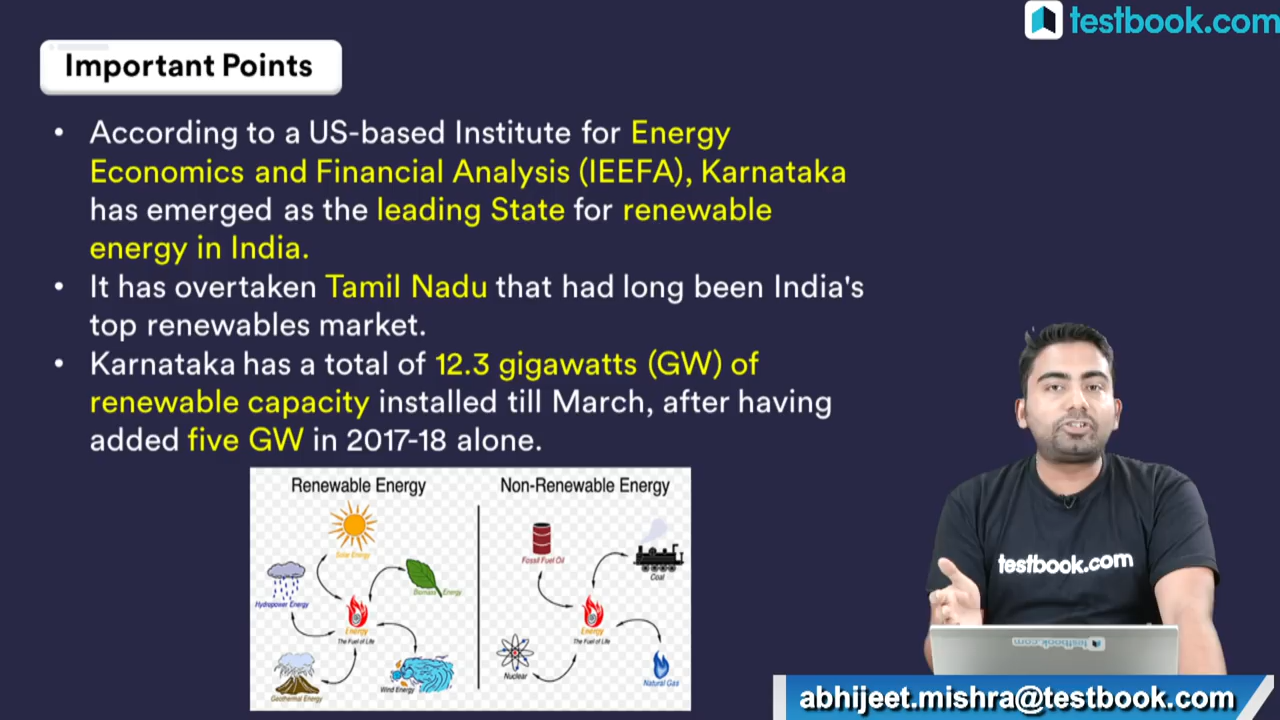 testbook.com
Important Points
• According to a US-based Institute for Energy
Economics and Financial Analysis (IEEFA), Karnataka
has emerged as the leading State for renewable
energy in India.
• It has overtaken Tamil Nadu that had long been India's
top renewables market.
• Karnataka has a total of 12.3 gigawatts (GW) of
renewable capacity installed till March, after having
added five GW in 2017-18 alone.
Renewable Energy
Solar Energy
Hydropower Energy
Biomass Energy
Energy
The Fuel of Life
Geothermal Energy
Wind Energy
Non-Renewable Energy
Fossil Fuel Oil
Coal
Energy
The Fuel of Life
Nuclear
Natural Gas
testbook.com
testbook.com
abhijeet.mishra@testbook.com